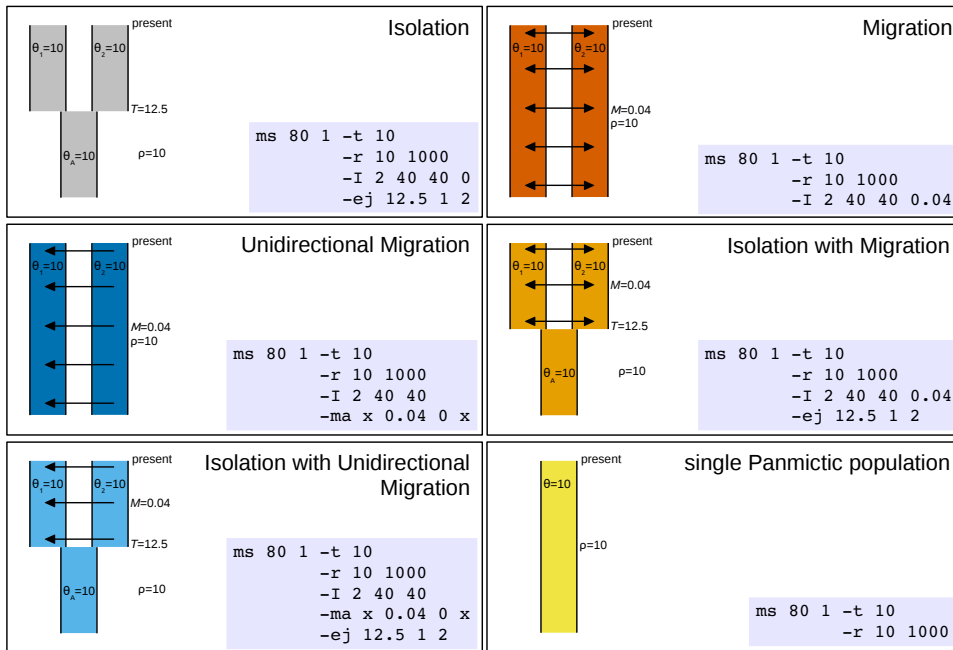 Isolation
present
θ1=10 θ2=10
T=12.5
θA=10 ρ=10
ms 80 1 -t 10
-r 10 1000
-I 2 40 40 0
-ej 12.5 1 2
Migration
present
θ1=10 θ2=10
M=0.04
ρ=10
ms 80 1 -t 10
-r 10 1000
-I 2 40 40 0.04
Unidirectional Migration
present
θ1=10 θ2=10
M=0.04
ρ=10
ms 80 1 -t 10
-r 10 1000
-I 2 40 40
-ma x 0.04 0 x
Isolation with Migration
present
θ1=10 θ2=10
M=0.04
T=12.5
θA=10 ρ=10
ms 80 1 -t 10
-r 10 1000
-I 2 40 40 0.04
-ej 12.5 1 2
Isolation with Unidirectional
Migration
present
θ1=10 θ2=10
M=0.04
T=12.5
θA=10 ρ=10
ms 80 1 -t 10
-r 10 1000
-I 2 40 40
-ma x 0.04 0 x
-ej 12.5 1 2
single Panmictic population
present
θ=10
ρ=10
ms 80 1 -t 10
-r 10 1000